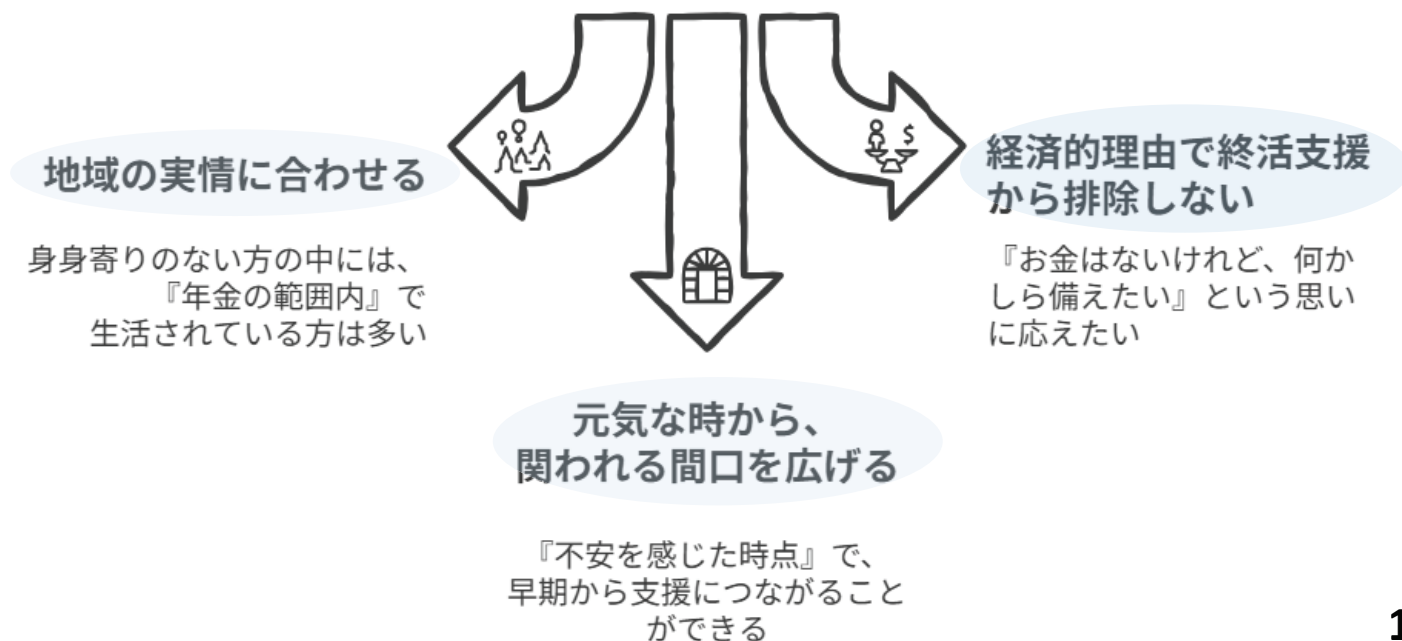 地域の実情に合わせる
身身寄りのない方の中には、
『年金の範囲内』で
生活されている方は多い
経済的理由で終活支援
から排除しない
『お金はないけれど、何か
しら備えたい』という思い
に応えたい
元気な時から、
関われる間口を広げる
『不安を感じた時点』で、
早期から支援につながること
ができる
$
1